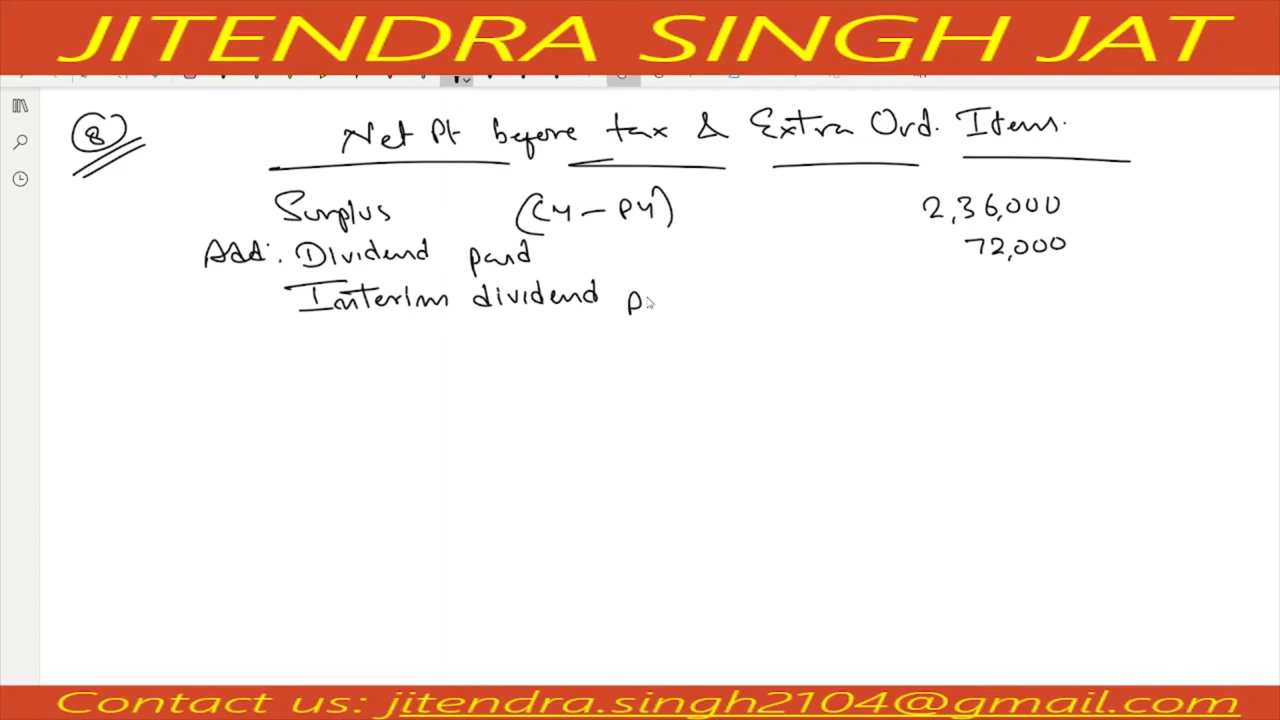 JITENDRA SINGH JAT
8 Net Pt before tax & Extra Ord. Items.
Surplus (CY - PY) 2,36,000
Add: Dividend paid 72,000
Interim dividend p
Contact us: jitendra.singh2104@gmail.com